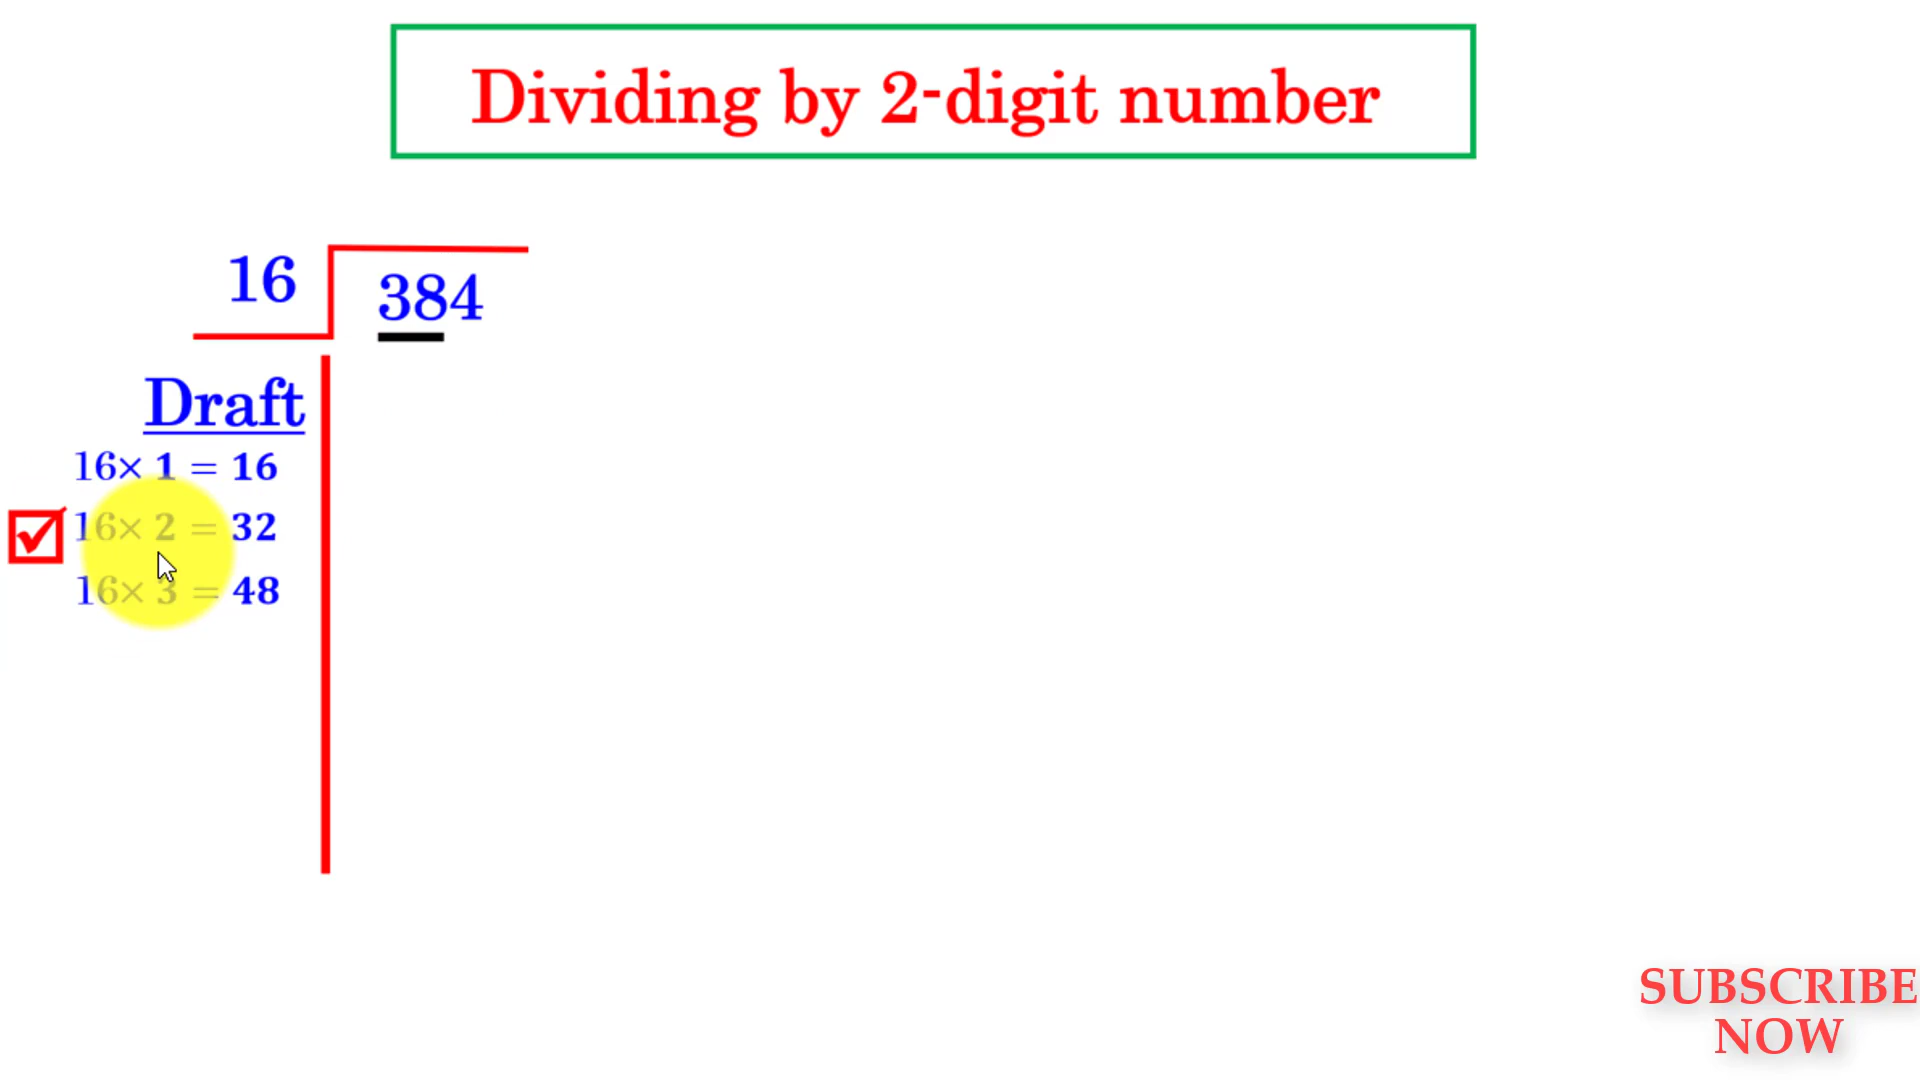 Dividing by 2-digit number
16 384
Draft
16× 1 = 16
16× 2 = 32
16× 3 = 48
SUBSCRIBE
NOW